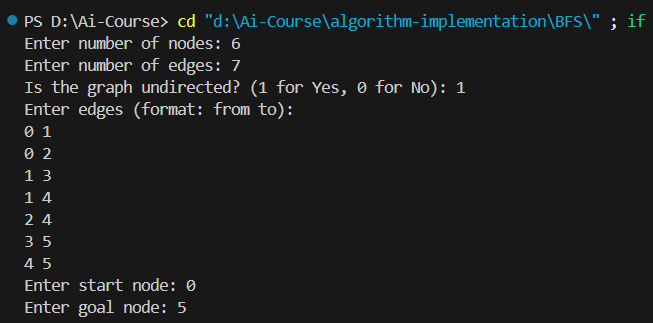 PS D:\Ai-Course> cd "d:\Ai-Course\algorithm-implementation\BFS\" ; if
Enter number of nodes: 6
Enter number of edges: 7
Is the graph undirected? (1 for Yes, 0 for No): 1
Enter edges (format: from to):
0 1
0 2
1 3
1 4
2 4
3 5
4 5
Enter start node: 0
Enter goal node: 5